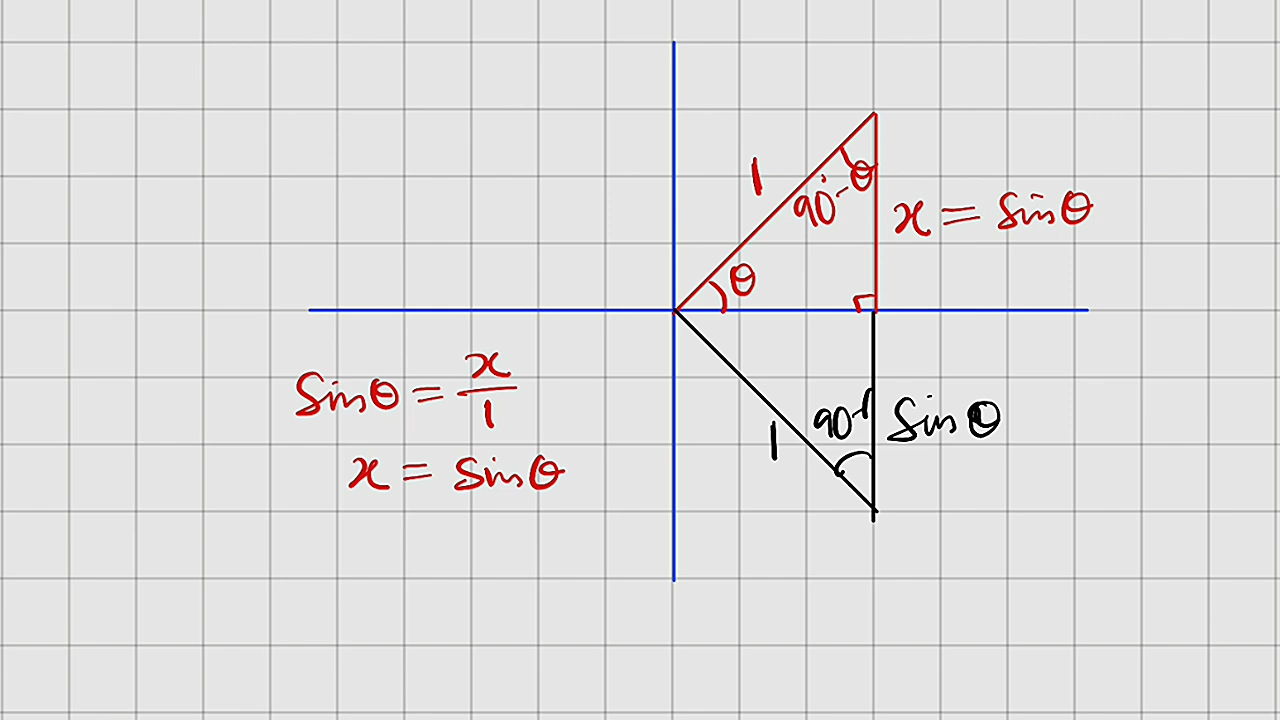 1
90°-θ
x = sinθ
θ
sinθ = x/1
x = sinθ
1
90°-
sinθ